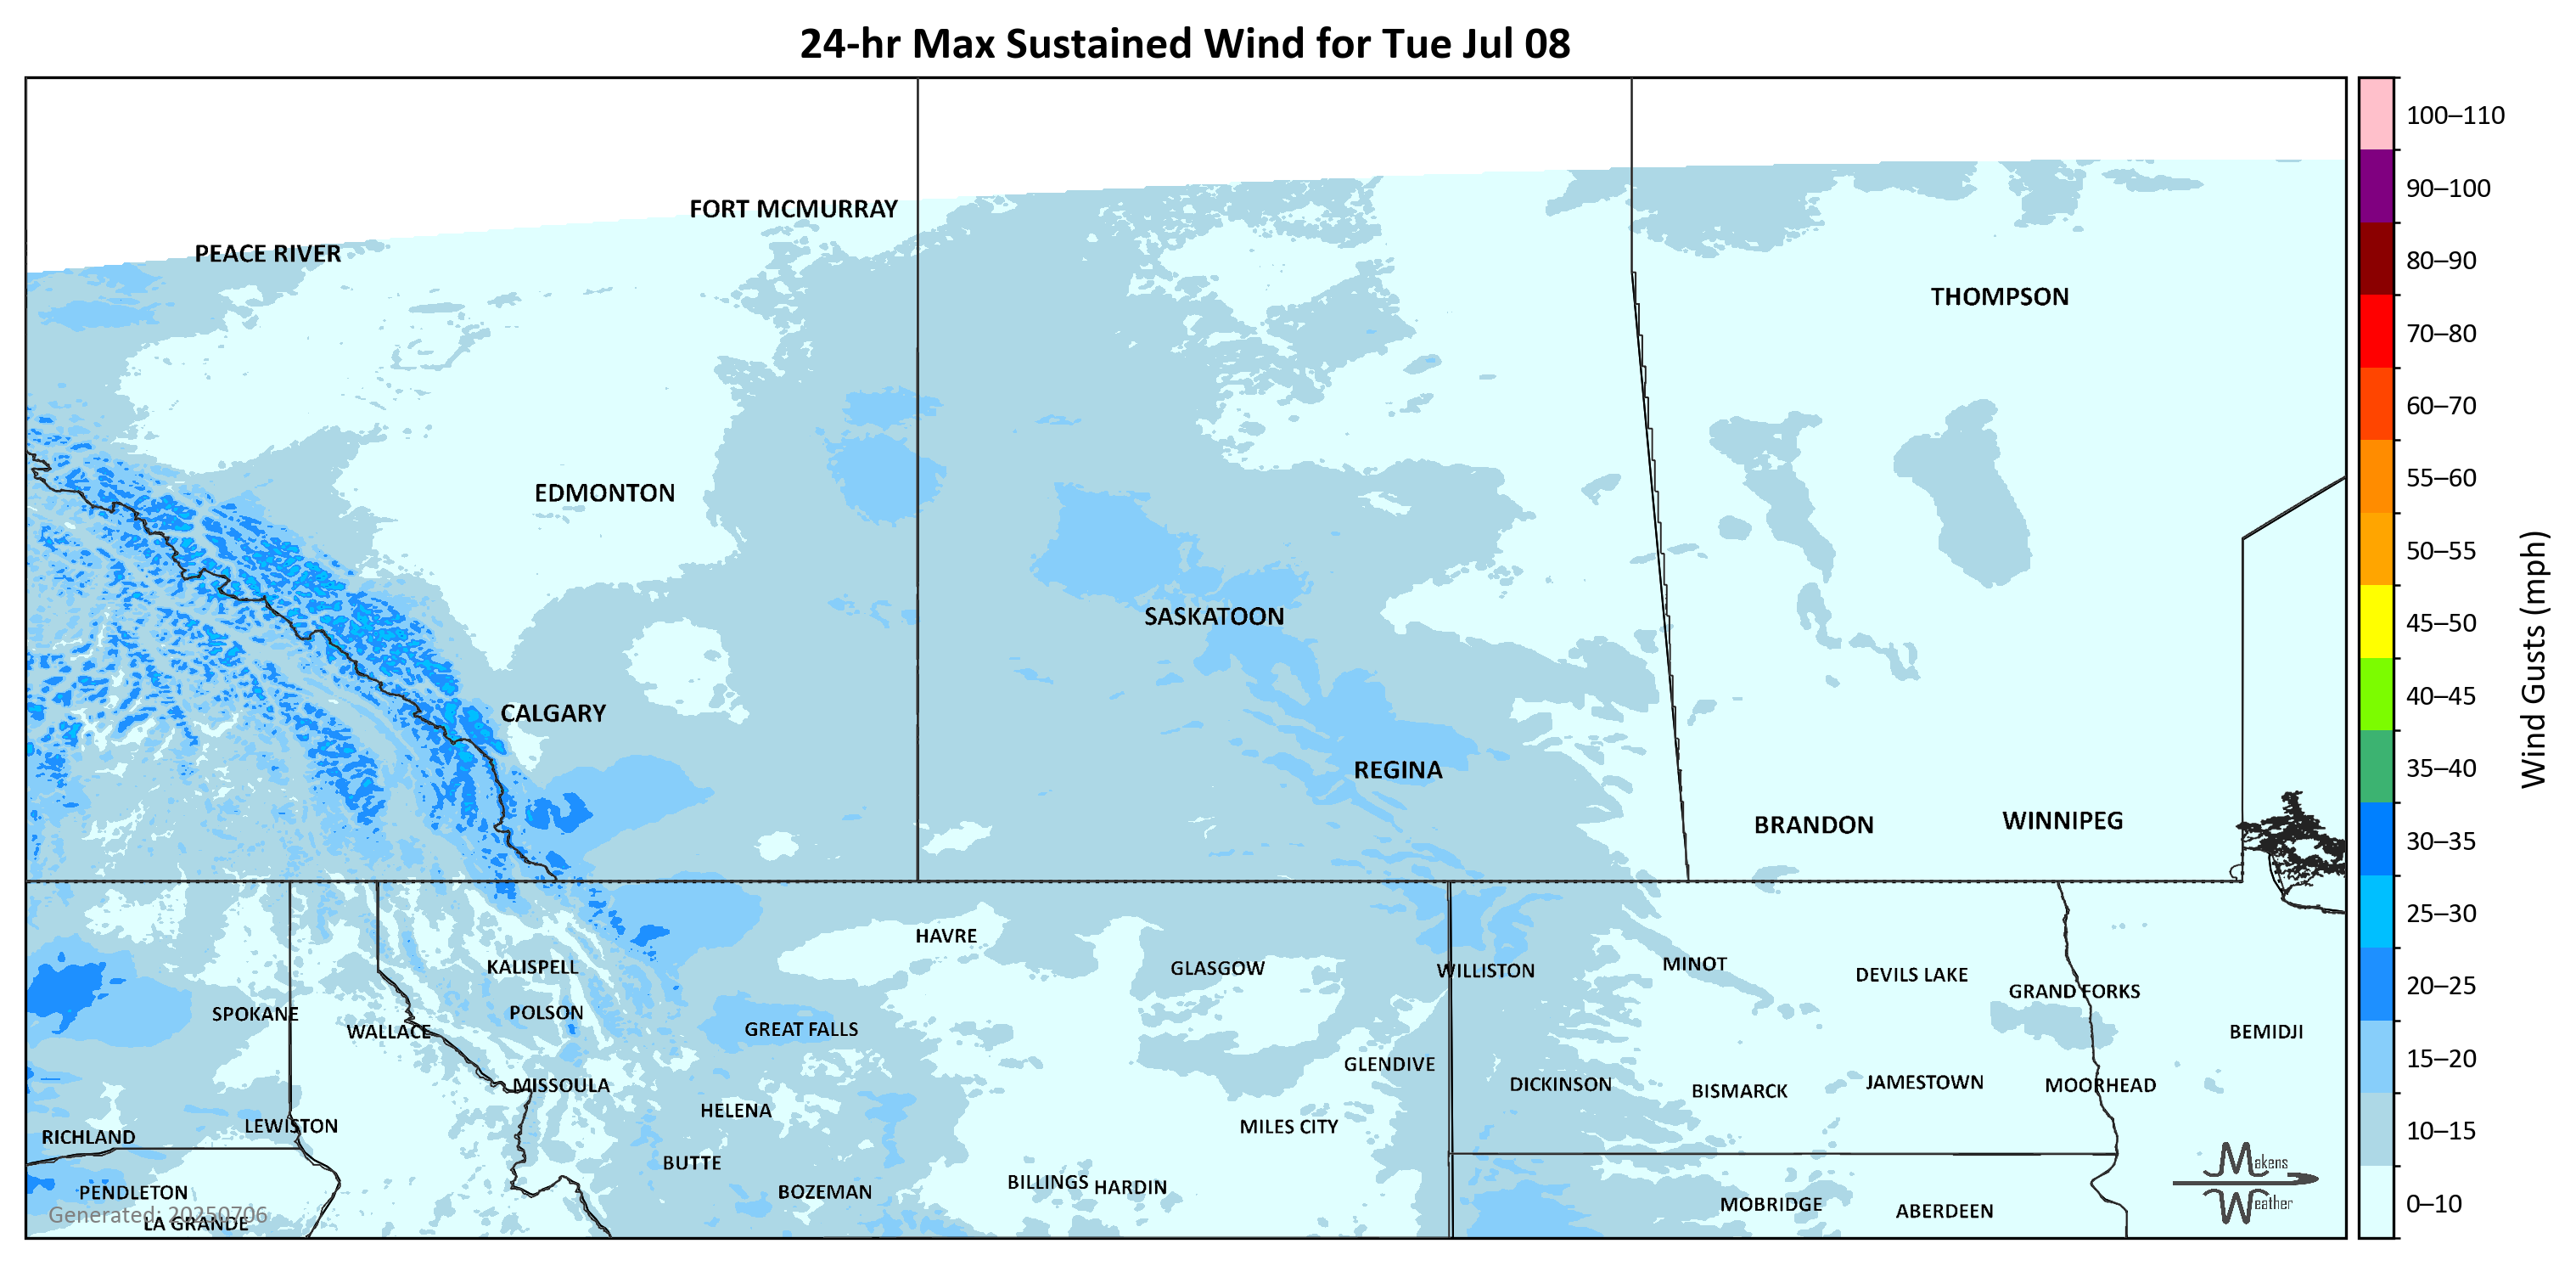 24-hr Max Sustained Wind for Tue Jul 08
100–110
90–100
80–90
70–80
60–70
55–60
50–55
45–50
40–45
35–40
30–35
25–30
20–25
15–20
10–15
0–10
Wind Gusts (mph)
FORT MCMURRAY
PEACE RIVER
THOMPSON
EDMONTON
SASKATOON
CALGARY
REGINA
WINNIPEG
BRANDON
HAVRE
MINOT
KALISPELL
GLASGOW
WILLISTON
DEVILS LAKE
GRAND FORKS
POLSON
SPOKANE
GREAT FALLS
WALLACE
BEMIDJI
GLENDIVE
JAMESTOWN
DICKINSON
MISSOULA
MOORHEAD
BISMARCK
HELENA
LEWISTON
MILES CITY
RICHLAND
BUTTE
BILLINGS
HARDIN
BOZEMAN
PENDLETON
MOBRIDGE
ABERDEEN
Generated: 20250706
LA GRANDE
Makens
Weather